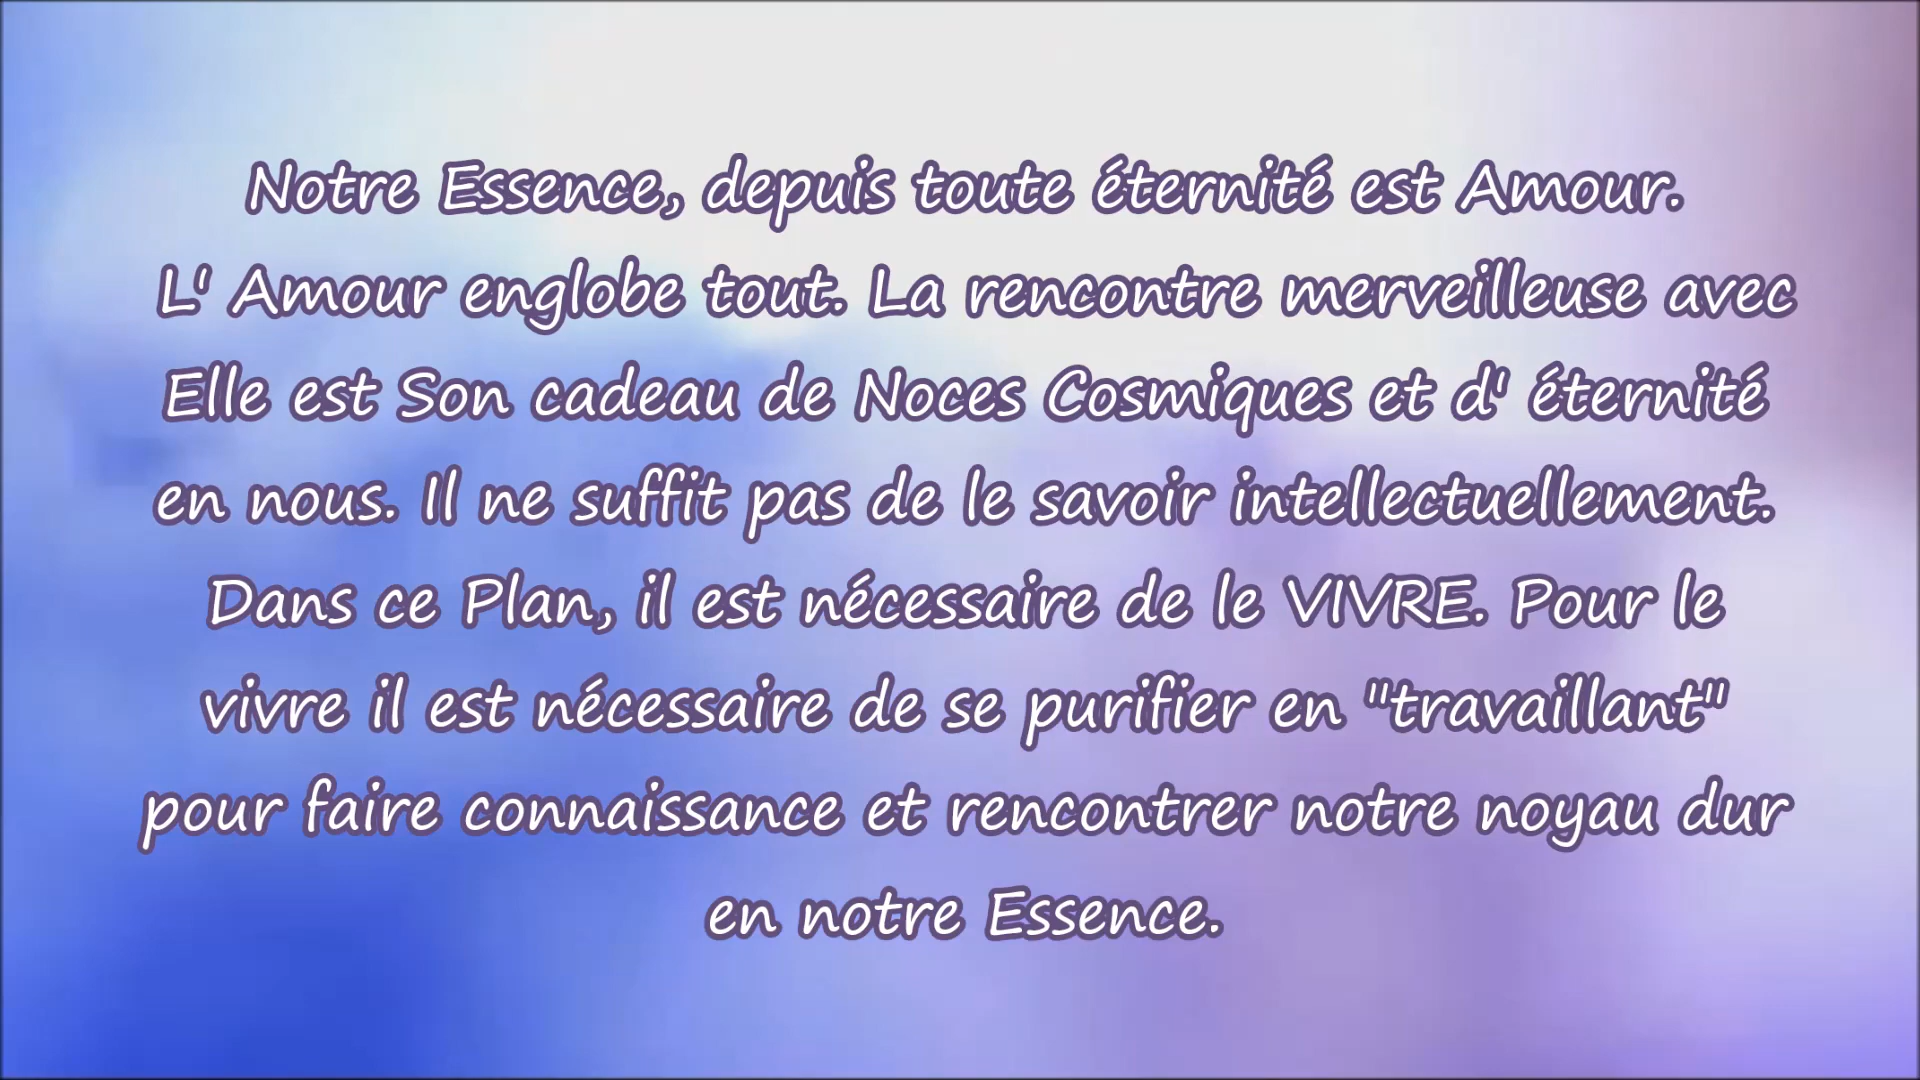 Notre Essence, depuis toute éternité est Amour.
L' Amour englobe tout. La rencontre merveilleuse avec
Elle est Son cadeau de Noces Cosmiques et d' éternité
en nous. Il ne suffit pas de le savoir intellectuellement.
Dans ce Plan, il est nécessaire de le VIVRE. Pour le
vivre il est nécessaire de se purifier en "travaillant"
pour faire connaissance et rencontrer notre noyau dur
en notre Essence.